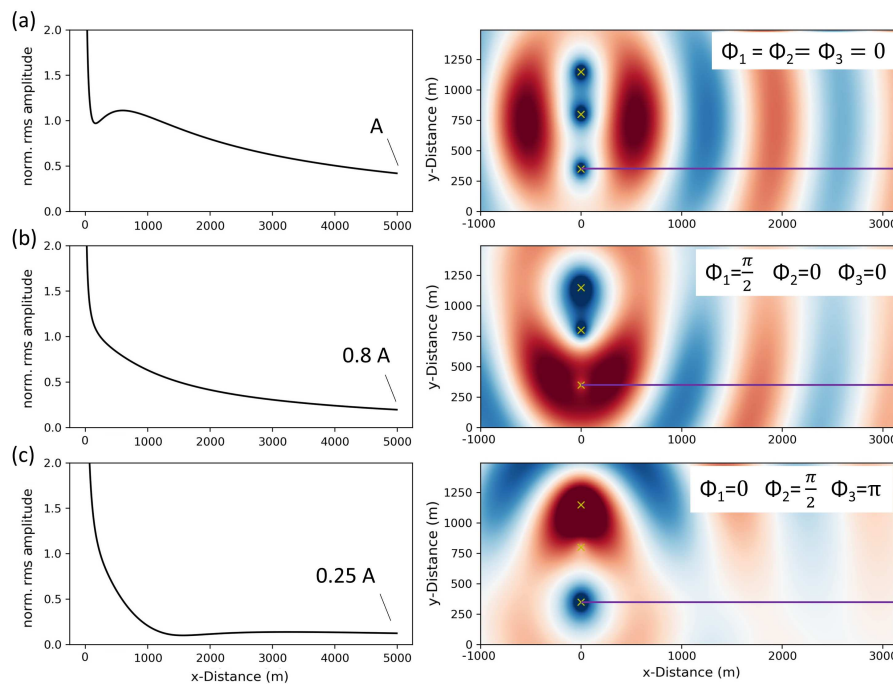 (a)
2.0
1.5
1.0
0.5
0.0
norm. rms amplitude
0 1000 2000 3000 4000 5000
A
1250
1000
750
500
250
0
y-Distance (m)
-1000 0 1000 2000 3000
Φ1 = Φ2 = Φ3 = 0
(b)
2.0
1.5
1.0
0.5
0.0
norm. rms amplitude
0 1000 2000 3000 4000 5000
0.8 A
1250
1000
750
500
250
0
y-Distance (m)
-1000 0 1000 2000 3000
Φ1=π/2 Φ2=0 Φ3=0
(c)
2.0
1.5
1.0
0.5
0.0
norm. rms amplitude
0 1000 2000 3000 4000 5000
x-Distance (m)
0.25 A
1250
1000
750
500
250
0
y-Distance (m)
-1000 0 1000 2000 3000
x-Distance (m)
Φ1=0 Φ2=π/2 Φ3=π